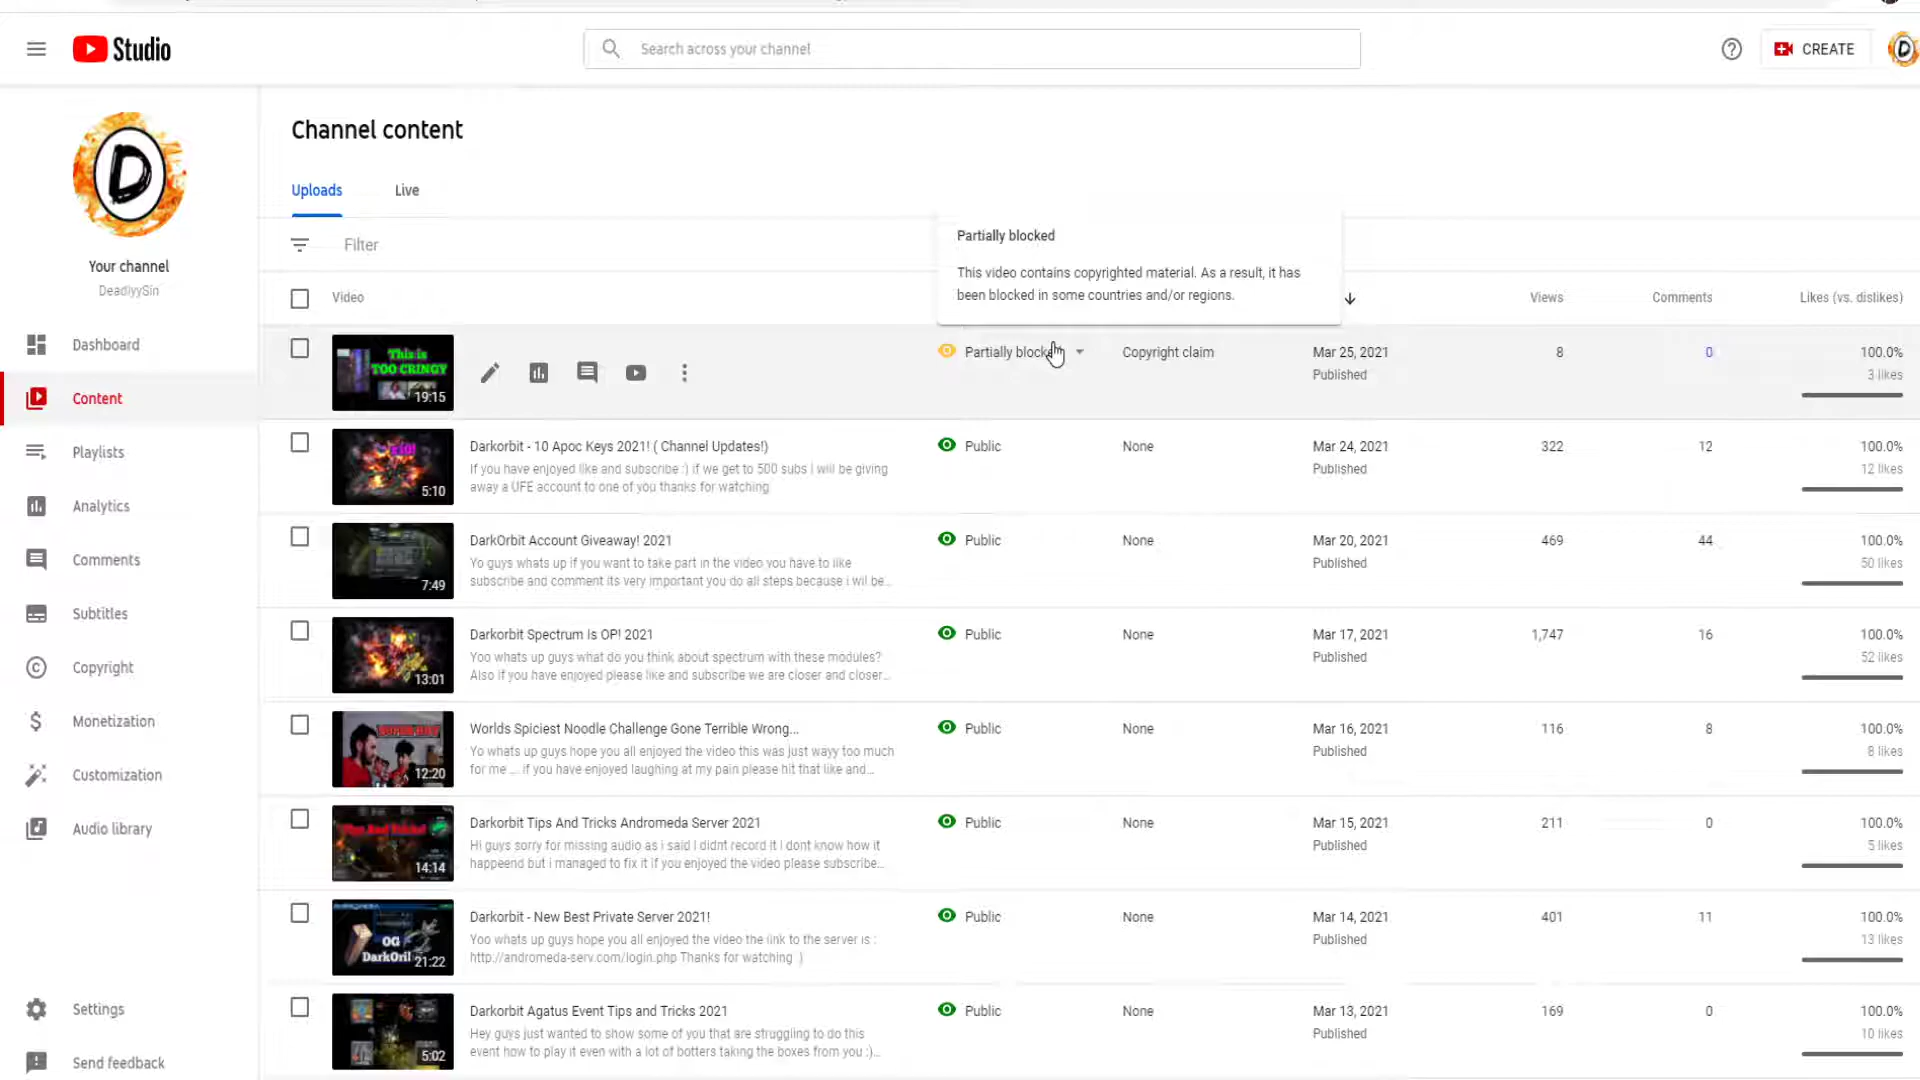 Studio
Search across your channel
CREATE
D
D
Your channel
DeadlyySin
Dashboard
Content
Playlists
Analytics
Comments
Subtitles
Copyright
Monetization
Customization
Audio library
Settings
Send feedback
Channel content
Uploads Live
Filter
Partially blocked
This video contains copyrighted material. As a result, it has
been blocked in some countries and/or regions.
Video Views Comments Likes (vs. dislikes)
This is
TOO CRINGY
19:15
Partially block Copyright claim Mar 25, 2021 8 0 100.0%
Published 3 likes
5:10
Darkorbit - 10 Apoc Keys 2021! ( Channel Updates!) Public None Mar 24, 2021 322 12 100.0%
If you have enjoyed like and subscribe :) if we get to 500 subs i will be giving Published 12 likes
away a UFE account to one of you thanks for watching
7:49
DarkOrbit Account Giveaway! 2021 Public None Mar 20, 2021 469 44 100.0%
Yo guys whats up if you want to take part in the video you have to like Published 50 likes
subscribe and comment its very important you do all steps because i wil be...
13:01
Darkorbit Spectrum Is OP! 2021 Public None Mar 17, 2021 1,747 16 100.0%
Yoo whats up guys what do you think about spectrum with these modules? Published 52 likes
Also if you have enjoyed please like and subscribe we are closer and closer...
12:20
Worlds Spiciest Noodle Challenge Gone Terrible Wrong... Public None Mar 16, 2021 116 8 100.0%
Yo whats up guys hope you all enjoyed the video this was just wayy too much Published 8 likes
for me ... if you have enjoyed laughing at my pain please hit that like and...
Tips And Tricks!
14:14
Darkorbit Tips And Tricks Andromeda Server 2021 Public None Mar 15, 2021 211 0 100.0%
Hi guys sorry for missing audio as i said I didnt record it I dont know how it Published 5 likes
happeend but i managed to fix it if you enjoyed the video please subscribe...
OG
21:22
Darkorbit - New Best Private Server 2021! Public None Mar 14, 2021 401 11 100.0%
Yoo whats up guys hope you all enjoyed the video the link to the server is : Published 13 likes
http://andromeda-serv.com/login.php Thanks for watching :)
5:02
Darkorbit Agatus Event Tips and Tricks 2021 Public None Mar 13, 2021 169 0 100.0%
Hey guys just wanted to show some of you that are struggling to do this Published 10 likes
event how to play it even with a lot of botters taking the boxes from you :)...